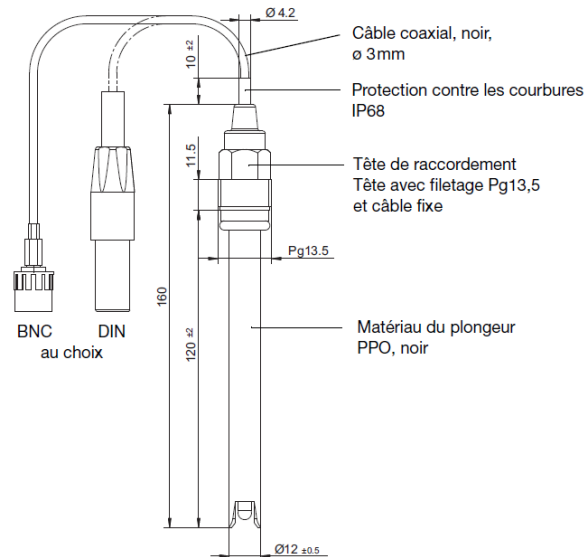 Ø 4.2
Câble coaxial, noir,
ø 3mm
10 ±2
Protection contre les courbures
IP68
11.5
Tête de raccordement
Tête avec filetage Pg13,5
et câble fixe
Pg13.5
160
120 ±2
BNC DIN
au choix
Matériau du plongeur
PPO, noir
Ø12 ±0.5